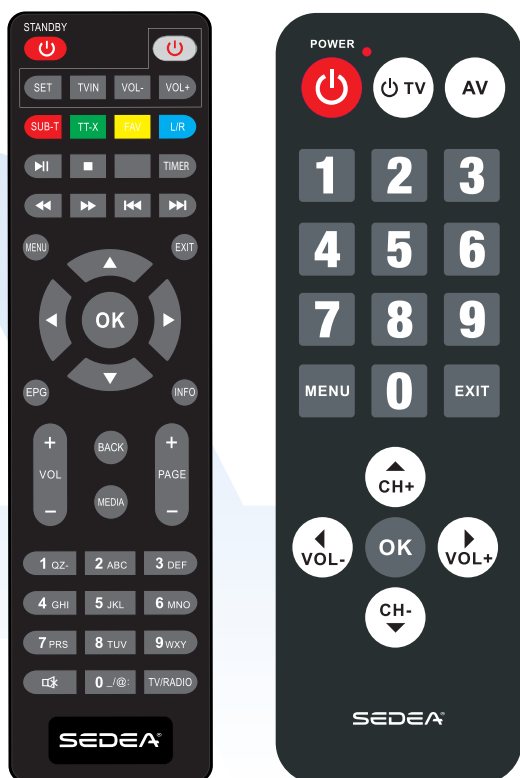 STANDBY
SET TVIN VOL- VOL+
SUB-T TT-X FAV L/R
TIMER
MENU EXIT
OK
EPG INFO
+ BACK +
VOL PAGE
- MEDIA -
1 QZ- 2 ABC 3 DEF
4 GHI 5 JKL 6 MNO
7 PRS 8 TUV 9 WXY
0 _/@: TV/RADIO
SEDEA®
POWER
TV AV
1 2 3
4 5 6
7 8 9
MENU 0 EXIT
CH+
VOL- OK VOL+
CH-
SEDEA®